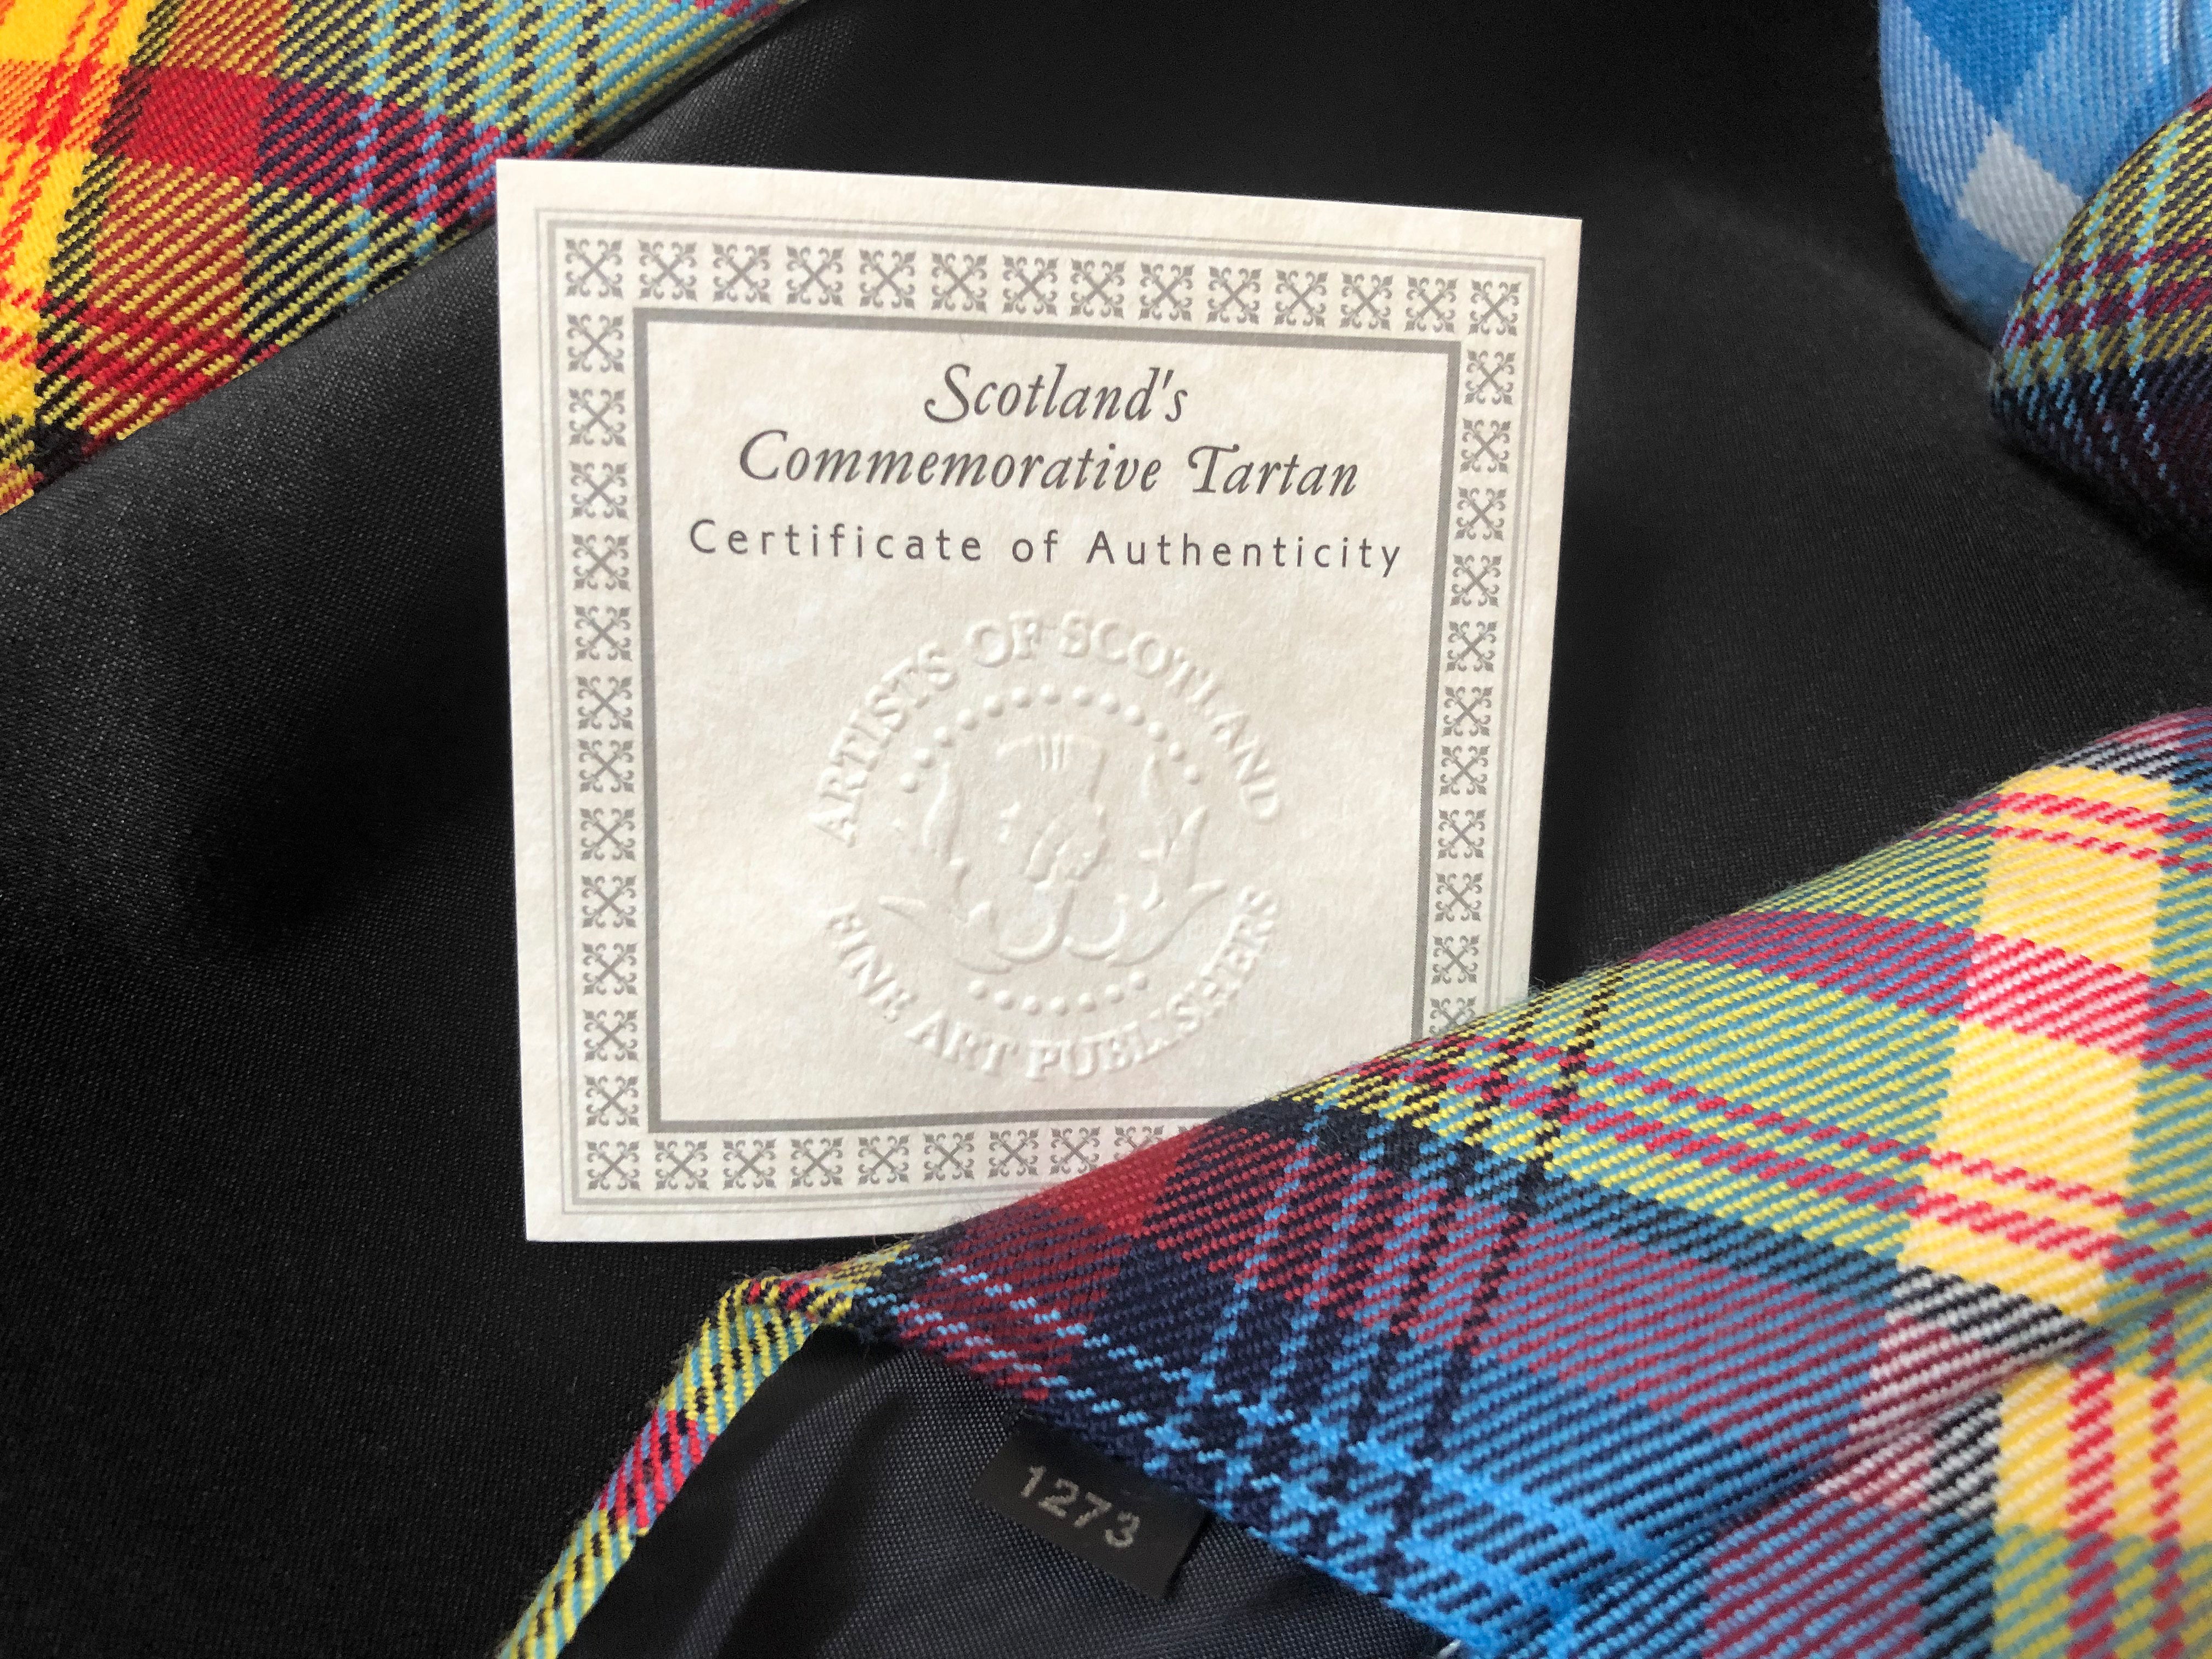 Scotland's
Commemorative Tartan
Certificate of Authenticity
ARTISTS OF SCOTLAND
FINE ART PUBLISHERS
1273